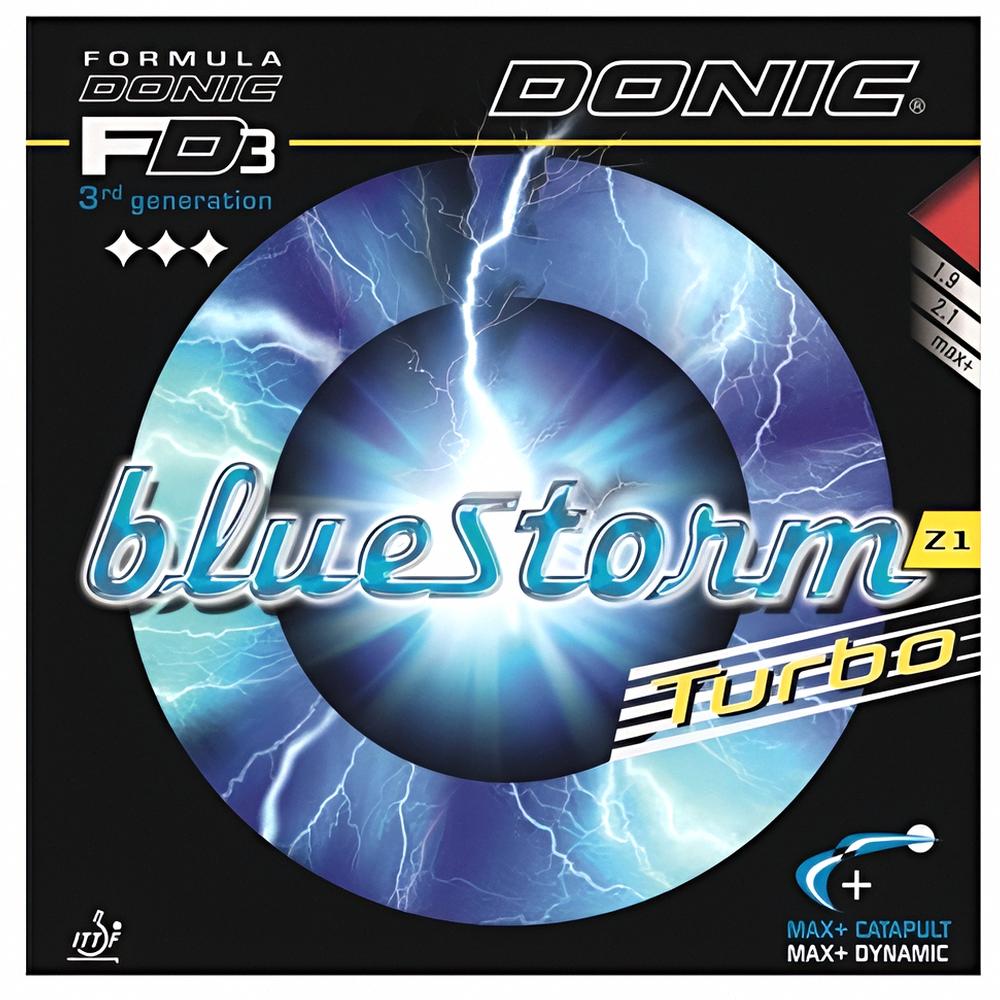 FORMULA
DONIC
DONIC®
FD3
3rd generation
1.9
2.1
max+
bluestorm
Z1
Turbo
ITTF
MAX+ CATAPULT
MAX+ DYNAMIC